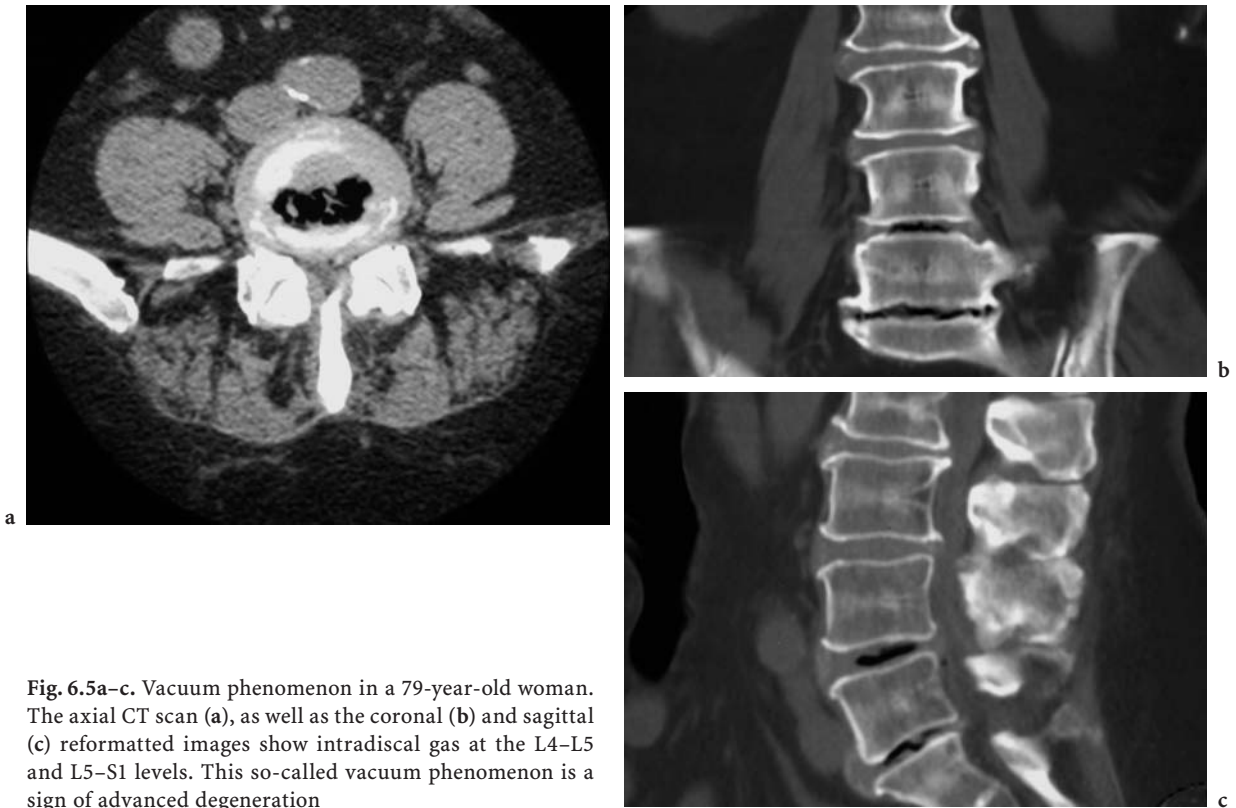 a
b
c
Fig. 6.5a–c. Vacuum phenomenon in a 79-year-old woman.
The axial CT scan (a), as well as the coronal (b) and sagittal
(c) reformatted images show intradiscal gas at the L4–L5
and L5–S1 levels. This so-called vacuum phenomenon is a
sign of advanced degeneration